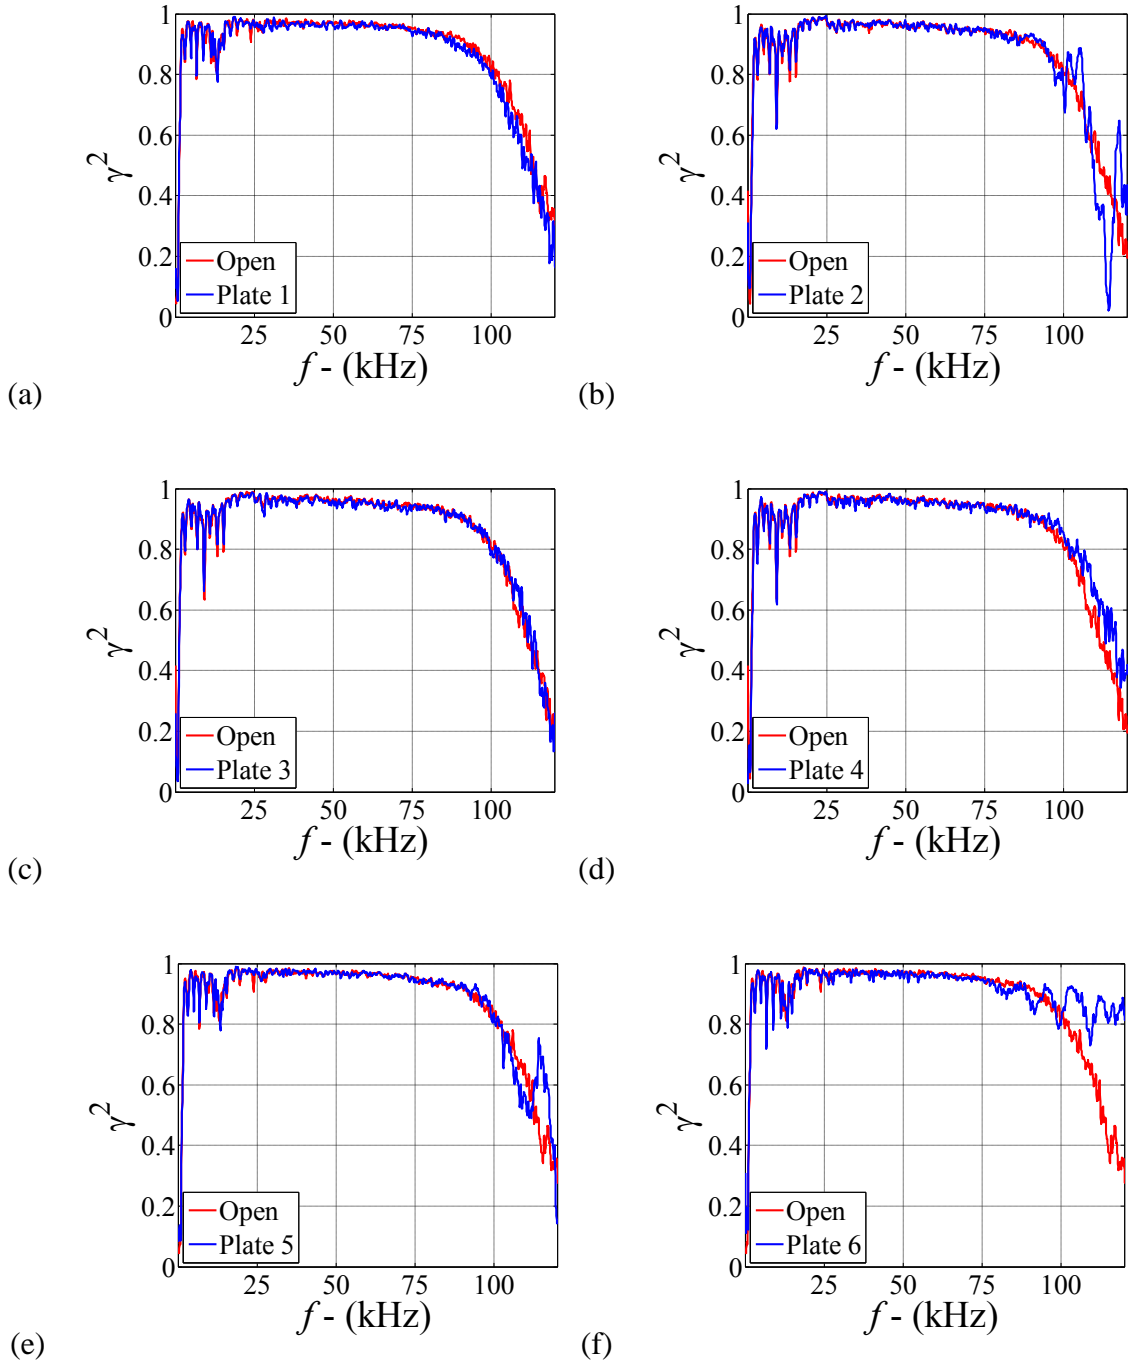 1
0.8
0.6
0.4
0.2
0
γ²
Open
Plate 1
25 50 75 100
f - (kHz)
(a)
1
0.8
0.6
0.4
0.2
0
γ²
Open
Plate 2
25 50 75 100
f - (kHz)
(b)
1
0.8
0.6
0.4
0.2
0
γ²
Open
Plate 3
25 50 75 100
f - (kHz)
(c)
1
0.8
0.6
0.4
0.2
0
γ²
Open
Plate 4
25 50 75 100
f - (kHz)
(d)
1
0.8
0.6
0.4
0.2
0
γ²
Open
Plate 5
25 50 75 100
f - (kHz)
(e)
1
0.8
0.6
0.4
0.2
0
γ²
Open
Plate 6
25 50 75 100
f - (kHz)
(f)